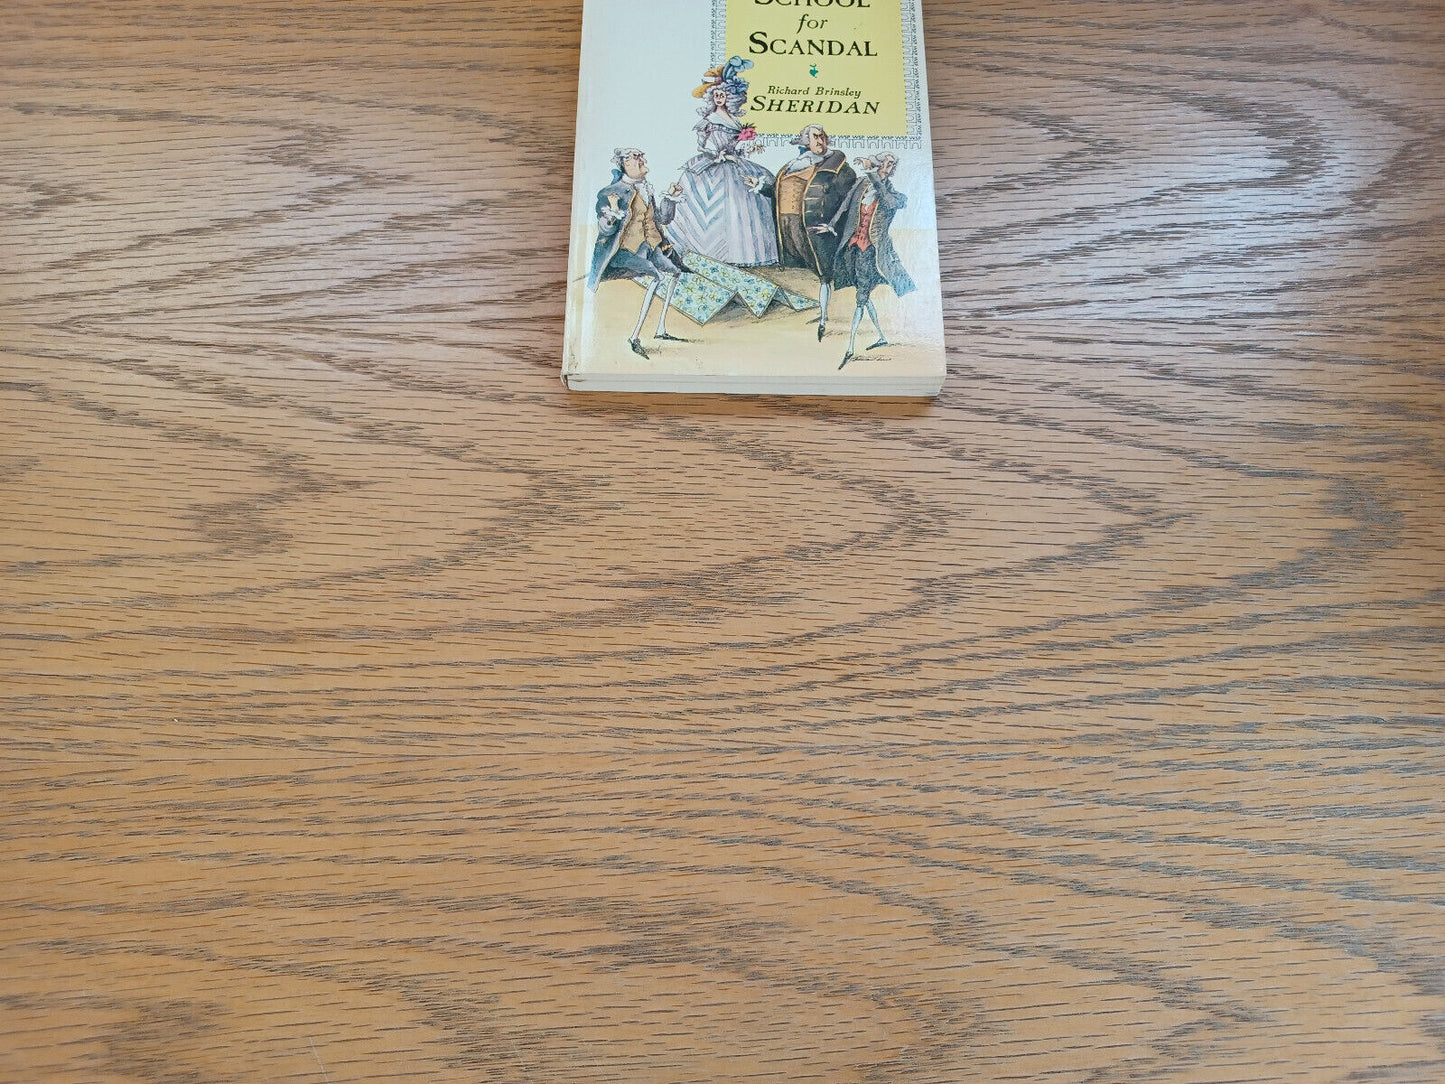 SCHOOL
for
SCANDAL
Richard Brinsley
SHERIDAN